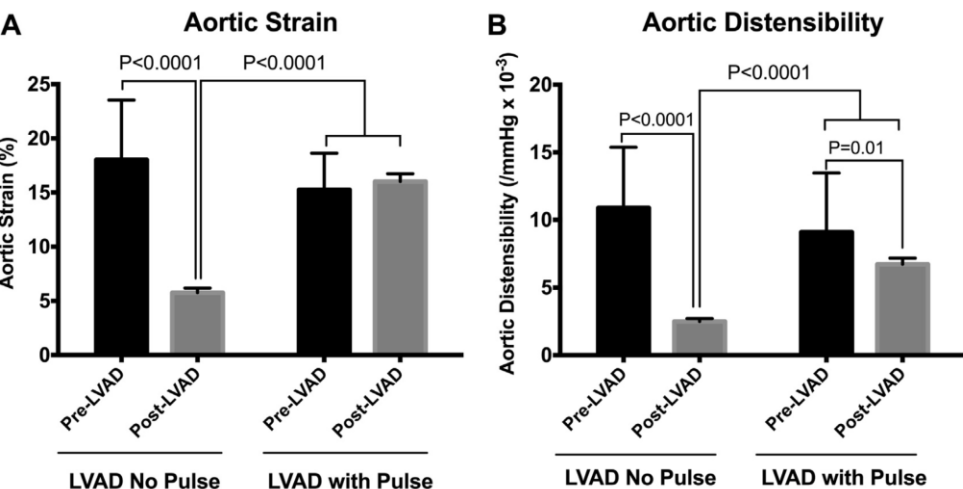 A
Aortic Strain
P<0.0001
P<0.0001
Aortic Strain (%)
25
20
15
10
5
0
Pre-LVAD
Post-LVAD
Pre-LVAD
Post-LVAD
LVAD No Pulse
LVAD with Pulse
B
Aortic Distensibility
P<0.0001
P<0.0001
P=0.01
Aortic Distensibility (/mmHg x 10-3)
20
15
10
5
0
Pre-LVAD
Post-LVAD
Pre-LVAD
Post-LVAD
LVAD No Pulse
LVAD with Pulse